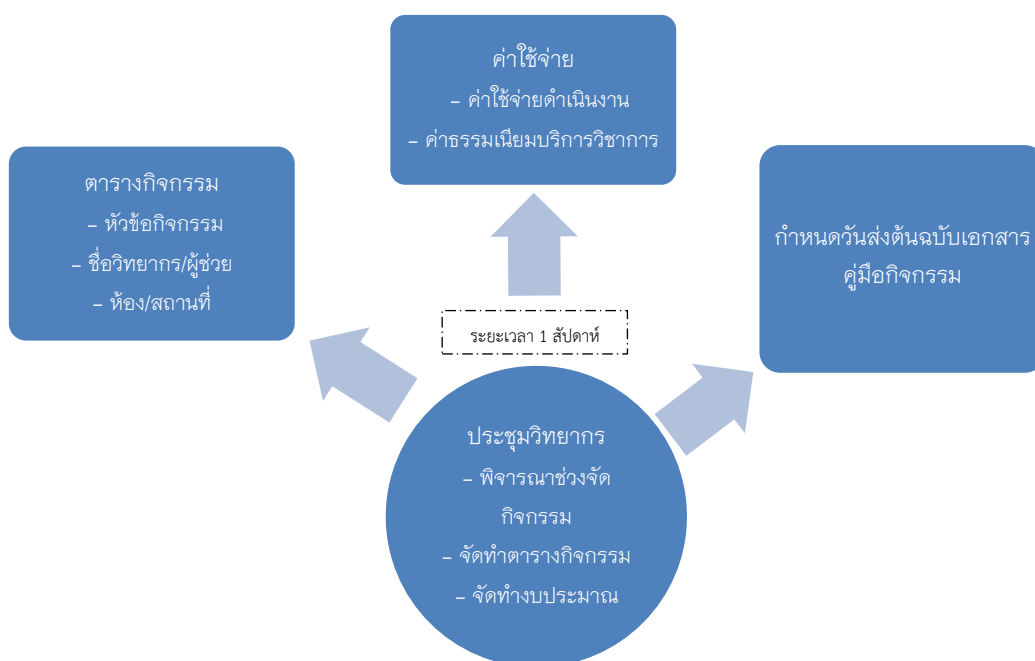 ค่าใช้จ่าย
– ค่าใช้จ่ายดำเนินงาน
– ค่าธรรมเนียมบริการวิชาการ
ตารางกิจกรรม
– หัวข้อกิจกรรม
– ชื่อวิทยากร/ผู้ช่วย
– ห้อง/สถานที่
กำหนดวันส่งต้นฉบับเอกสาร
คู่มือกิจกรรม
ระยะเวลา 1 สัปดาห์
ประชุมวิทยากร
– พิจารณาช่วงจัด
กิจกรรม
– จัดทำตารางกิจกรรม
– จัดทำงบประมาณ